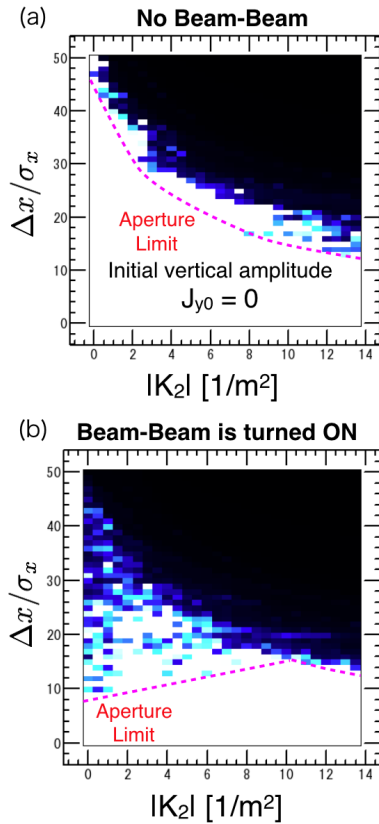 (a) No Beam-Beam
50
40
30
20
10
0
Δx/σₓ
Aperture
Limit
Initial vertical amplitude
J_y0 = 0
0 2 4 6 8 10 12 14
|K₂| [1/m²]
(b) Beam-Beam is turned ON
50
40
30
20
10
0
Δx/σₓ
Aperture
Limit
0 2 4 6 8 10 12 14
|K₂| [1/m²]